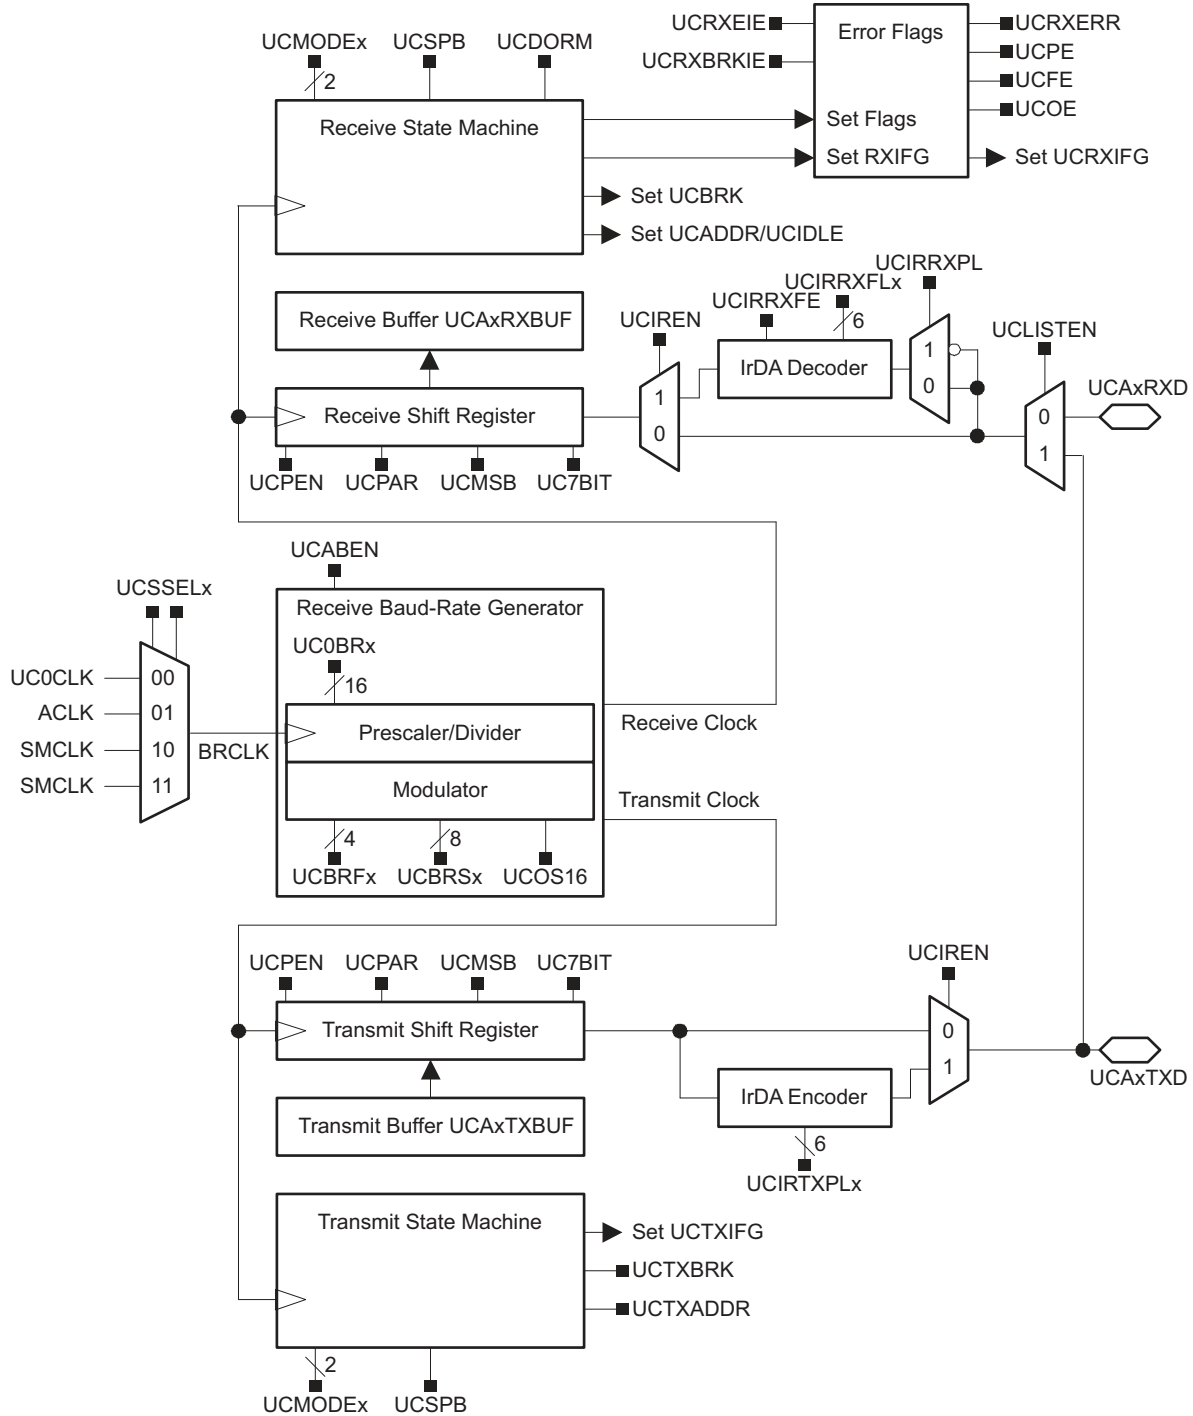 UCMODEx
UCSPB
UCDORM
2
Receive State Machine
UCRXEIE
UCRXBRKIE
Error Flags
Set Flags
Set RXIFG
UCRXERR
UCPE
UCFE
UCOE
Set UCRXIFG
Set UCBRK
Set UCADDR/UCIDLE
Receive Buffer UCAxRXBUF
Receive Shift Register
UCPEN
UCPAR
UCMSB
UC7BIT
UCIREN
1
0
UCIRRXFE
UCIRRXFLx
6
IrDA Decoder
UCIRRXPL
1
0
UCLISTEN
0
1
UCAxRXD
UCABEN
Receive Baud-Rate Generator
UC0BRx
16
Prescaler/Divider
Modulator
4
8
UCBRFx
UCBRSx
UCOS16
UCSSELx
UC0CLK
ACLK
SMCLK
SMCLK
00
01
10
11
BRCLK
Receive Clock
Transmit Clock
UCPEN
UCPAR
UCMSB
UC7BIT
Transmit Shift Register
Transmit Buffer UCAxTXBUF
UCIREN
0
1
IrDA Encoder
6
UCIRTXPLx
UCAxTXD
Transmit State Machine
Set UCTXIFG
UCTXBRK
UCTXADDR
2
UCMODEx
UCSPB